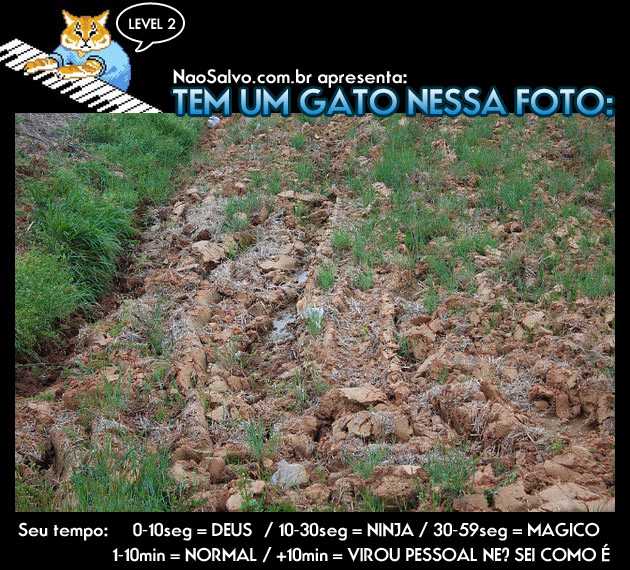 LEVEL 2
NaoSalvo.com.br apresenta:
TEM UM GATO NESSA FOTO:
Seu tempo: 0-10seg = DEUS / 10-30seg = NINJA / 30-59seg = MAGICO
1-10min = NORMAL / +10min = VIROU PESSOAL NE? SEI COMO É